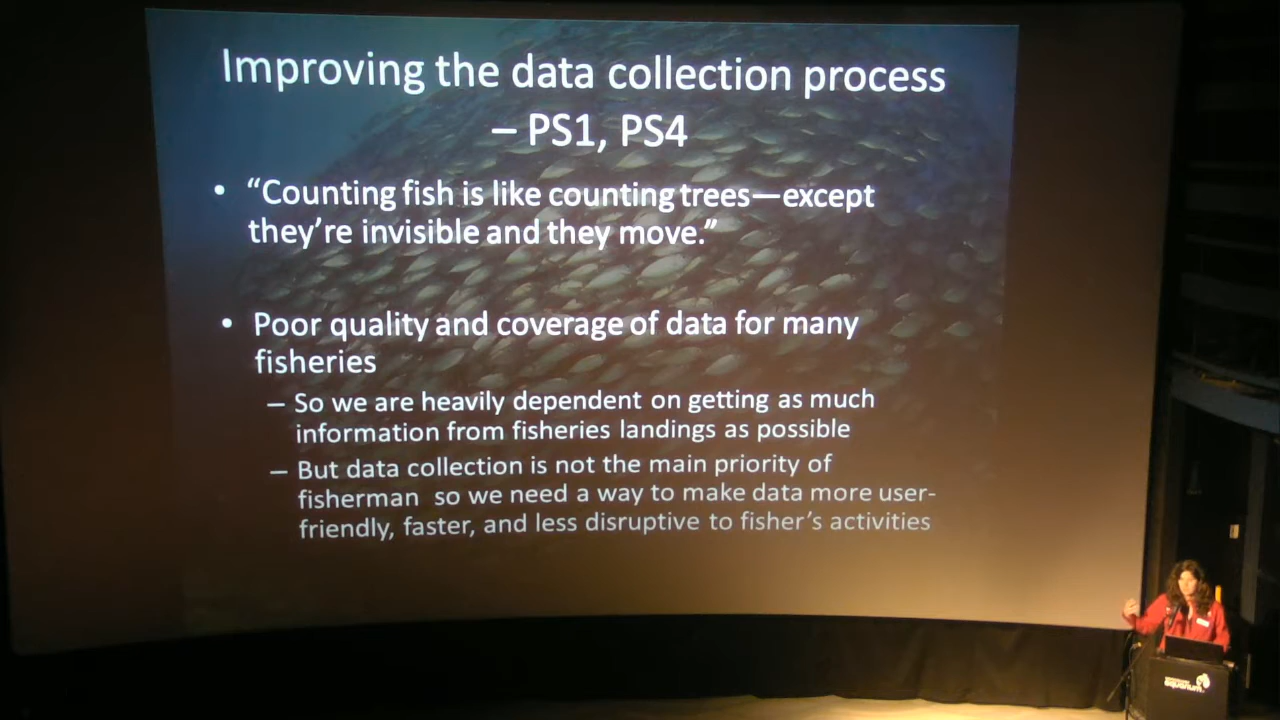 Improving the data collection process
– PS1, PS4
• “Counting fish is like counting trees—except
they’re invisible and they move.”
• Poor quality and coverage of data for many
fisheries
– So we are heavily dependent on getting as much
information from fisheries landings as possible
– But data collection is not the main priority of
fisherman so we need a way to make data more user-
friendly, faster, and less disruptive to fisher’s activities
aquarium